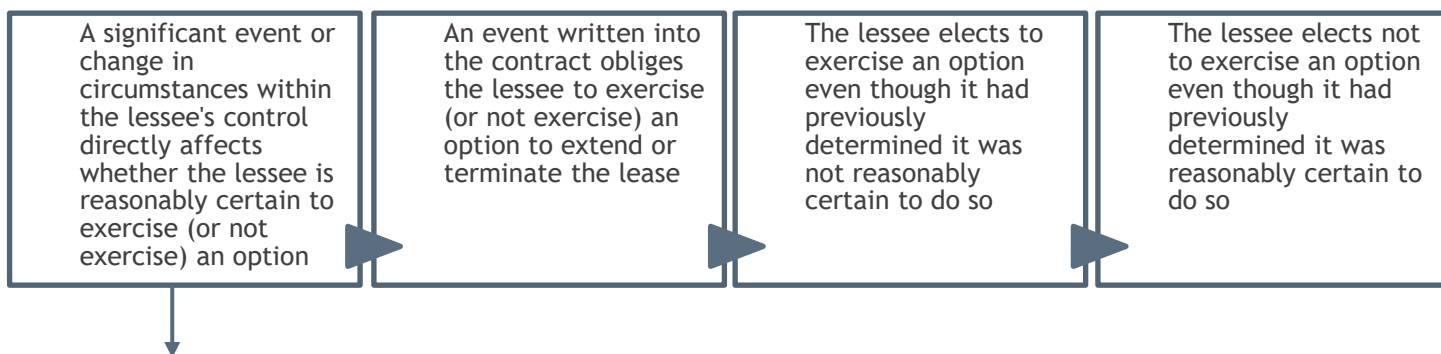 A significant event or
change in
circumstances within
the lessee's control
directly affects
whether the lessee is
reasonably certain to
exercise (or not
exercise) an option
An event written into
the contract obliges
the lessee to exercise
(or not exercise) an
option to extend or
terminate the lease
The lessee elects to
exercise an option
even though it had
previously
determined it was
not reasonably
certain to do so
The lessee elects not
to exercise an option
even though it had
previously
determined it was
reasonably certain to
do so